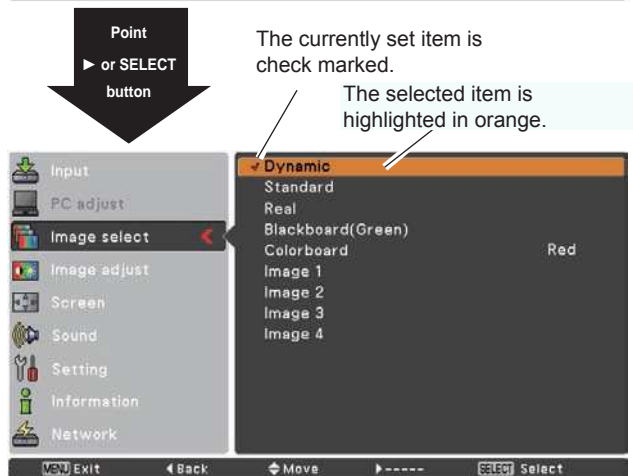 Point
► or SELECT
button
The currently set item is
check marked.
The selected item is
highlighted in orange.
Input
PC adjust
Image select
Image adjust
Screen
Sound
Setting
Information
Network
✓ Dynamic
Standard
Real
Blackboard(Green)
Colorboard Red
Image 1
Image 2
Image 3
Image 4
MENU Exit ◄Back Move ►----- SELECT Select